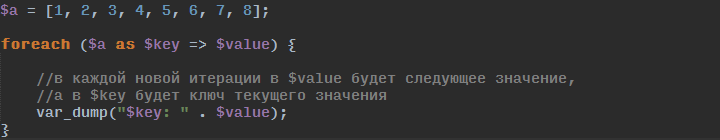 $a = [1, 2, 3, 4, 5, 6, 7, 8];
foreach ($a as $key => $value) {
//в каждой новой итерации в $value будет следующее значение,
//а в $key будет ключ текущего значения
var_dump("$key: " . $value);
}